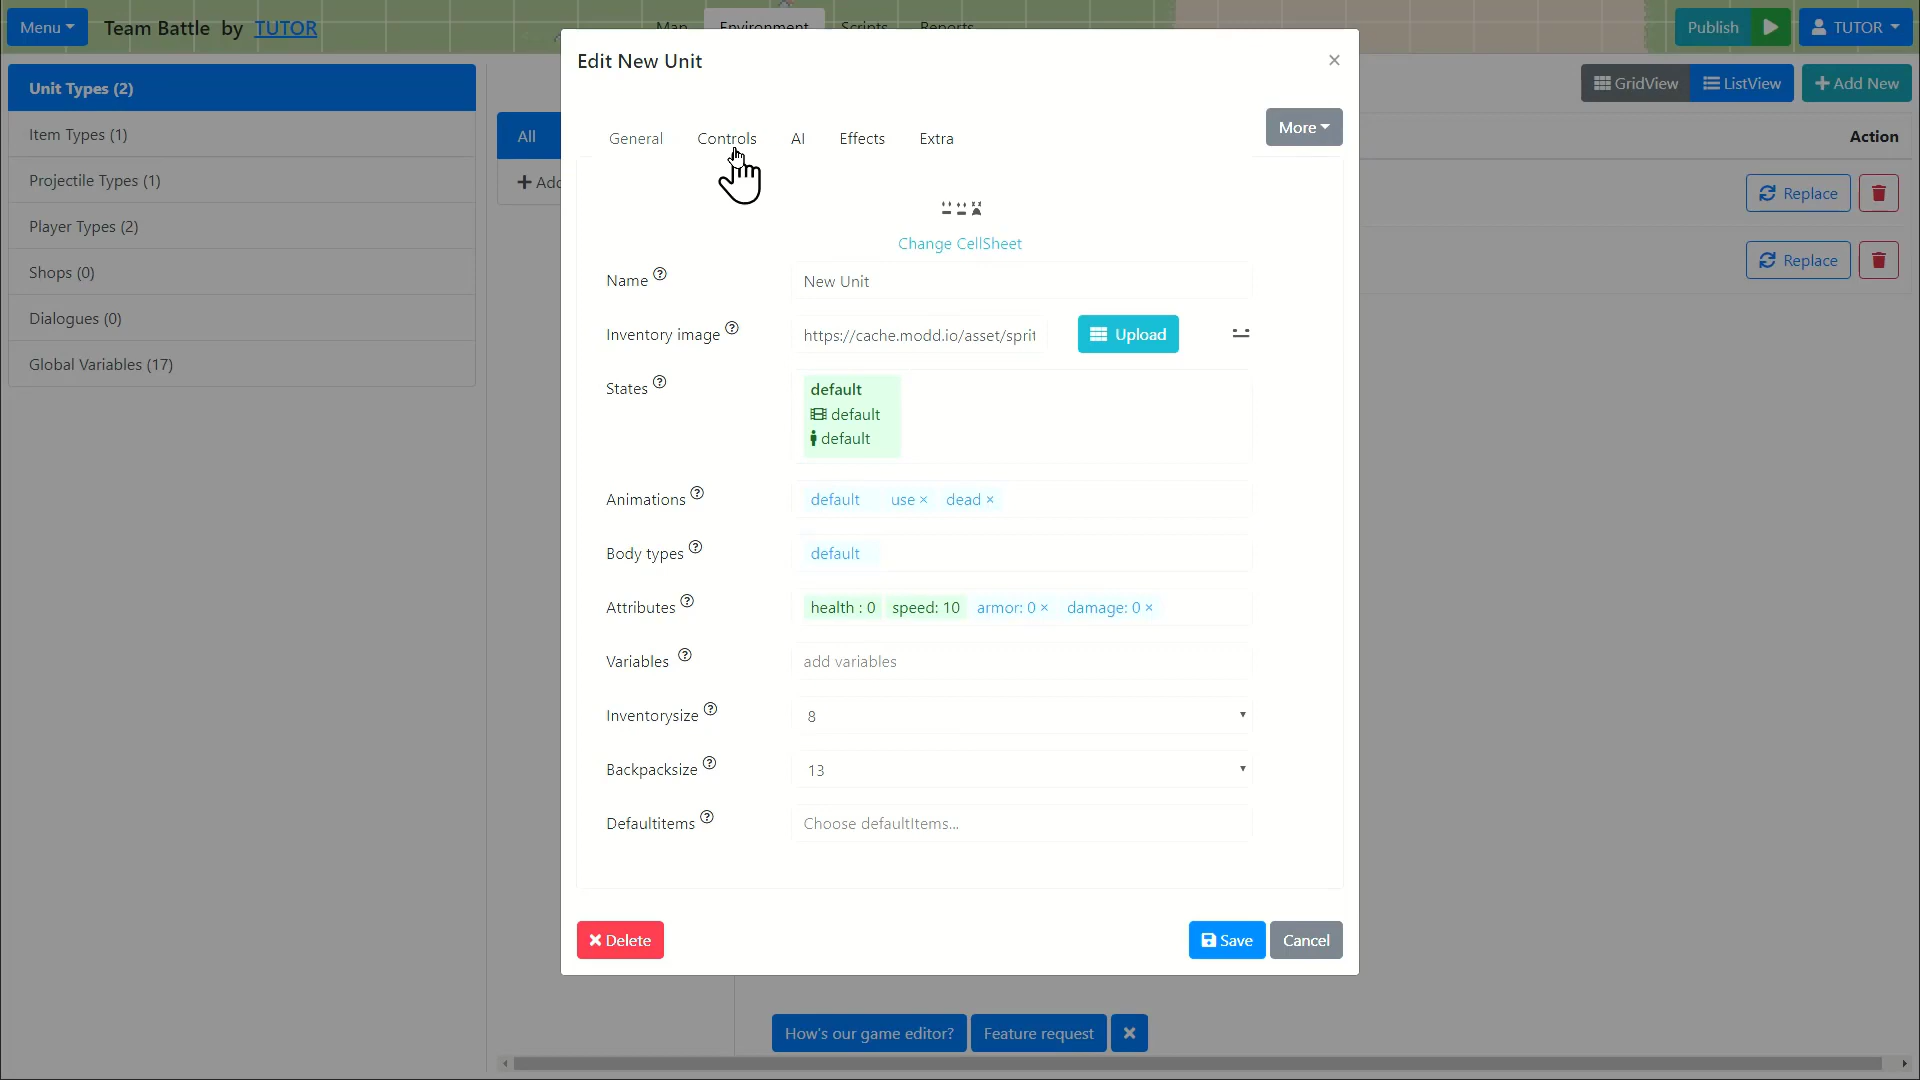 Menu
Team Battle by TUTOR
Map
Environment
Scripts
Reports
Publish
TUTOR
Unit Types (2)
Item Types (1)
Projectile Types (1)
Player Types (2)
Shops (0)
Dialogues (0)
Global Variables (17)
All
Add
GridView
ListView
Add New
Action
Replace
Replace
Edit New Unit
×
General
Controls
AI
Effects
Extra
More
Change CellSheet
Name ?
New Unit
Inventory image ?
https://cache.modd.io/asset/sprit
Upload
States ?
default
default
default
Animations ?
default
use ×
dead ×
Body types ?
default
Attributes ?
health : 0
speed: 10
armor: 0 ×
damage: 0 ×
Variables ?
add variables
Inventorysize ?
8
Backpacksize ?
13
Defaultitems ?
Choose defaultItems...
Delete
Save
Cancel
How's our game editor?
Feature request